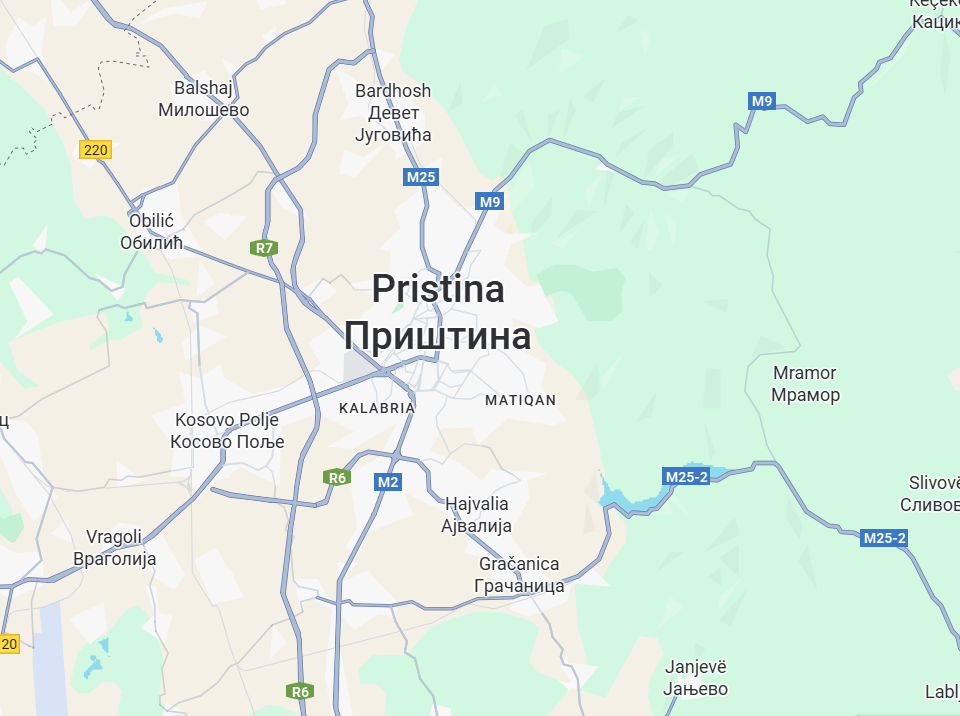 Keçeko
Кациk
M9
Balshaj
Милошево
Bardhosh
Девет
Југовића
220
M25
M9
Obilić
Обилић
R7
Pristina
Приштина
Mramor
Мрамор
KALABRIA
MATIQAN
ц
Kosovo Polje
Косово Поље
R6
M2
M25-2
Slivovë
Сливов
Hajvalia
Ајвалија
M25-2
Vragoli
Враголија
Gračanica
Грачаница
20
Janjevë
Јањево
R6
Labl